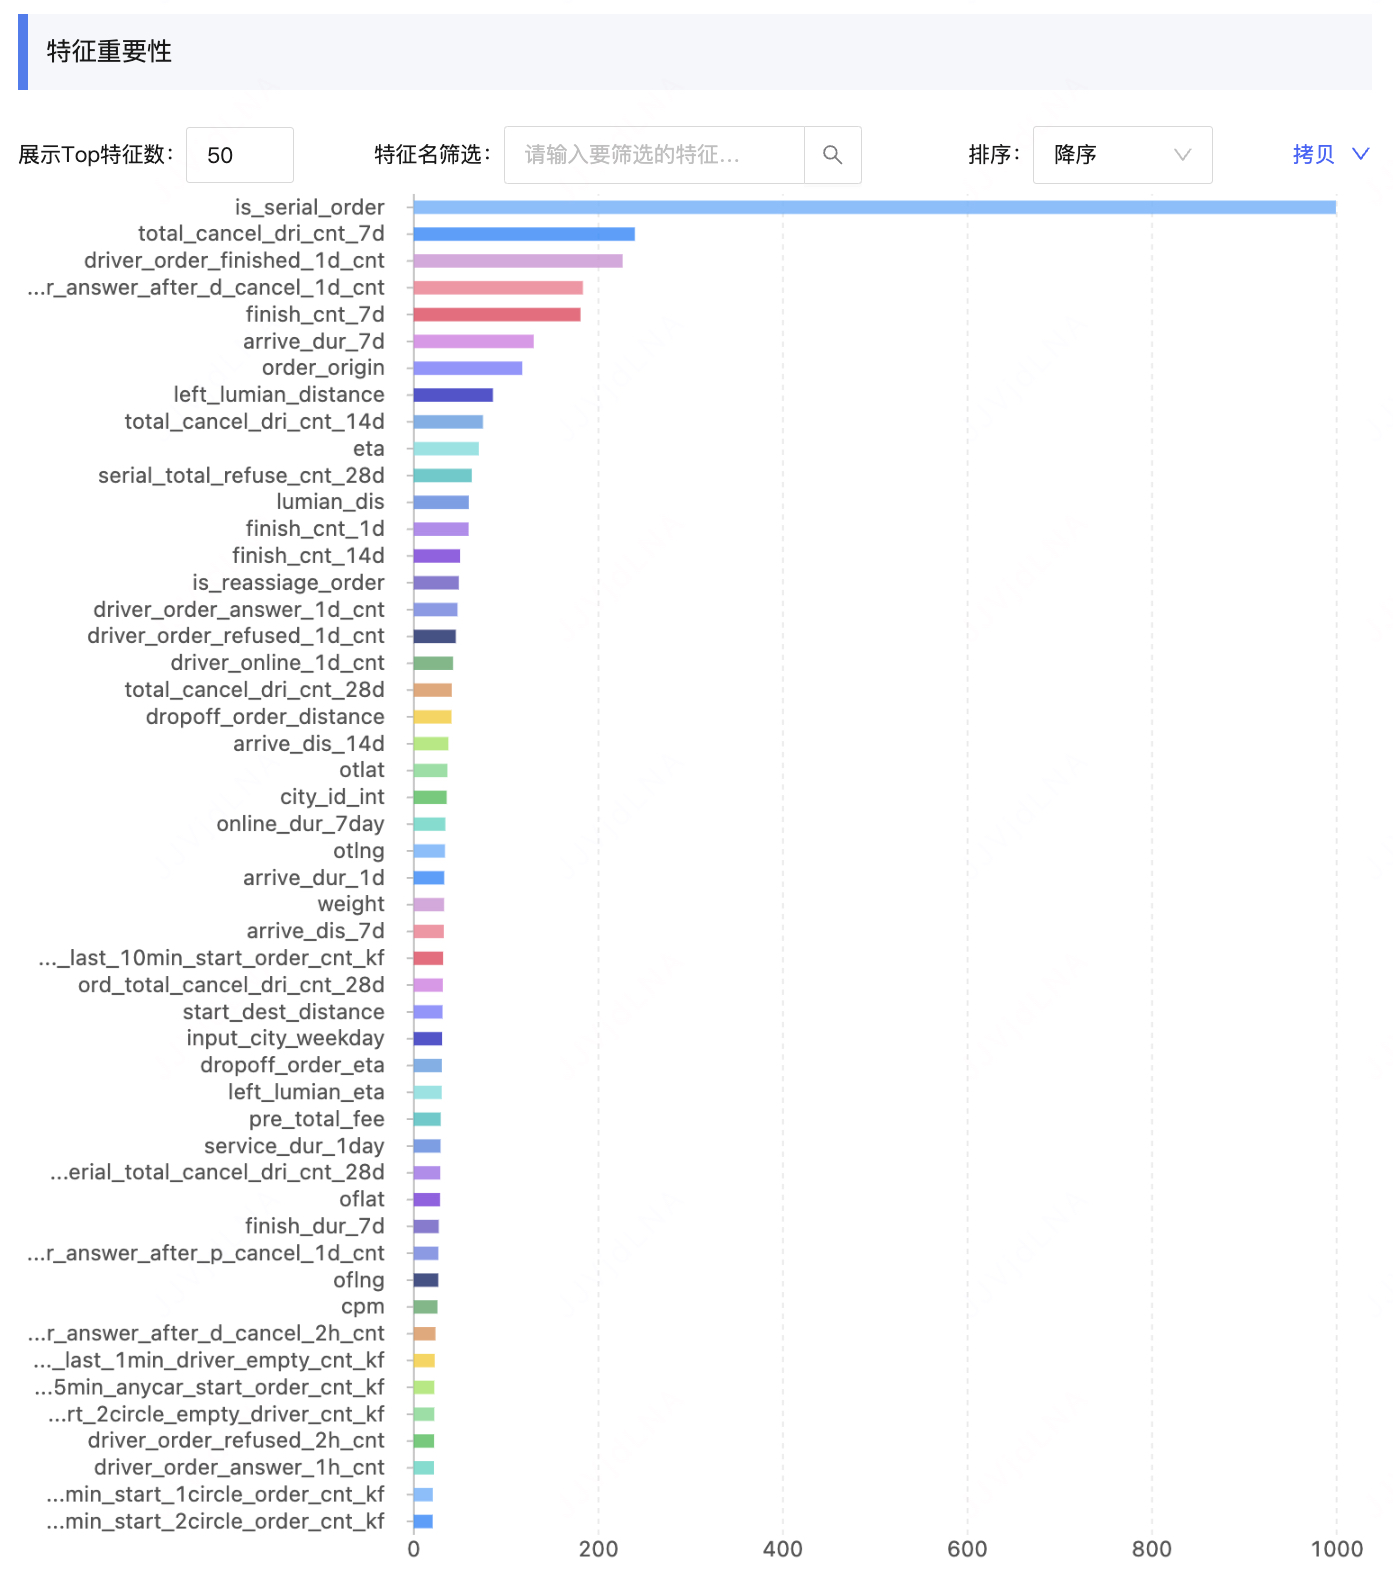 特征重要性
展示Top特征数： 50 特征名筛选： 请输入要筛选的特征... 排序： 降序 拷贝
is_serial_order
total_cancel_dri_cnt_7d
driver_order_finished_1d_cnt
...r_answer_after_d_cancel_1d_cnt
finish_cnt_7d
arrive_dur_7d
order_origin
left_lumian_distance
total_cancel_dri_cnt_14d
eta
serial_total_refuse_cnt_28d
lumian_dis
finish_cnt_1d
finish_cnt_14d
is_reassiage_order
driver_order_answer_1d_cnt
driver_order_refused_1d_cnt
driver_online_1d_cnt
total_cancel_dri_cnt_28d
dropoff_order_distance
arrive_dis_14d
otlat
city_id_int
online_dur_7day
otlng
arrive_dur_1d
weight
arrive_dis_7d
..._last_10min_start_order_cnt_kf
ord_total_cancel_dri_cnt_28d
start_dest_distance
input_city_weekday
dropoff_order_eta
left_lumian_eta
pre_total_fee
service_dur_1day
...erial_total_cancel_dri_cnt_28d
oflat
finish_dur_7d
...r_answer_after_p_cancel_1d_cnt
oflng
cpm
...r_answer_after_d_cancel_2h_cnt
..._last_1min_driver_empty_cnt_kf
...5min_anycar_start_order_cnt_kf
...rt_2circle_empty_driver_cnt_kf
driver_order_refused_2h_cnt
driver_order_answer_1h_cnt
...min_start_1circle_order_cnt_kf
...min_start_2circle_order_cnt_kf
0 200 400 600 800 1000